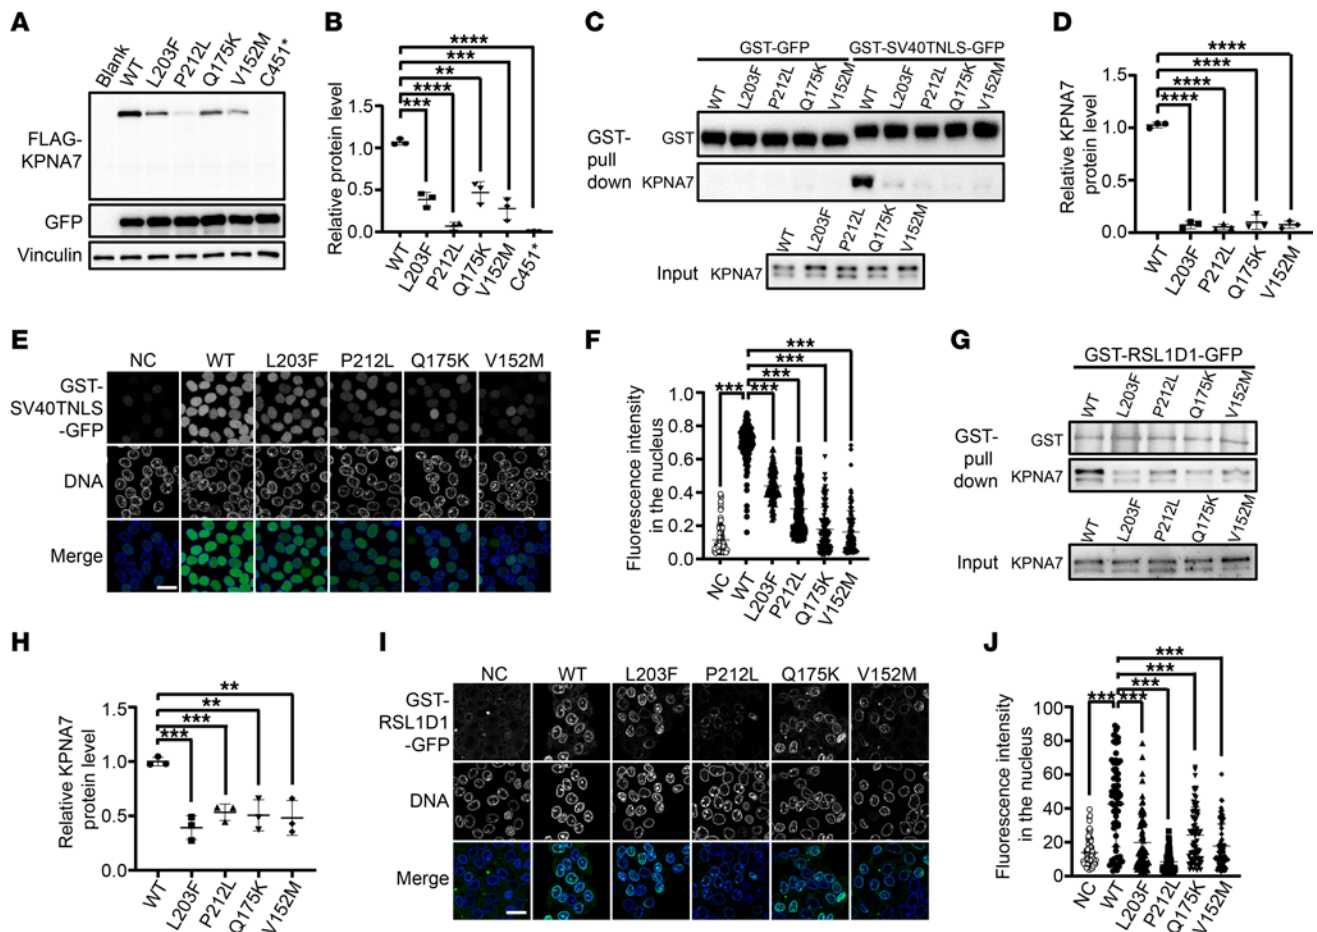 A
Blank
WT
L203F
P212L
Q175K
V152M
C451*
FLAG-
KPNA7
GFP
Vinculin
B
****
***
**
****
***
Relative protein level
1.5
1.0
0.5
0.0
WT
L203F
P212L
Q175K
V152M
C451*
C
GST-GFP
GST-SV40TNLS-GFP
WT
L203F
P212L
Q175K
V152M
WT
L203F
P212L
Q175K
V152M
GST-
pull
down
GST
KPNA7
WT
L203F
P212L
Q175K
V152M
Input
KPNA7
D
****
****
****
****
Relative KPNA7
protein level
1.5
1.0
0.5
0.0
WT
L203F
P212L
Q175K
V152M
E
NC
WT
L203F
P212L
Q175K
V152M
GST-
SV40TNLS
-GFP
DNA
Merge
F
***
***
***
***
***
Fluorescence intensity
in the nucleus
1.0
0.8
0.6
0.4
0.2
0.0
NC
WT
L203F
P212L
Q175K
V152M
G
GST-RSL1D1-GFP
WT
L203F
P212L
Q175K
V152M
GST-
pull
down
GST
KPNA7
WT
L203F
P212L
Q175K
V152M
Input
KPNA7
H
**
**
***
***
Relative KPNA7
protein level
1.5
1.0
0.5
0.0
WT
L203F
P212L
Q175K
V152M
I
NC
WT
L203F
P212L
Q175K
V152M
GST-
RSL1D1
-GFP
DNA
Merge
J
***
***
***
***
***
Fluorescence intensity
in the nucleus
100
80
60
40
20
0
NC
WT
L203F
P212L
Q175K
V152M